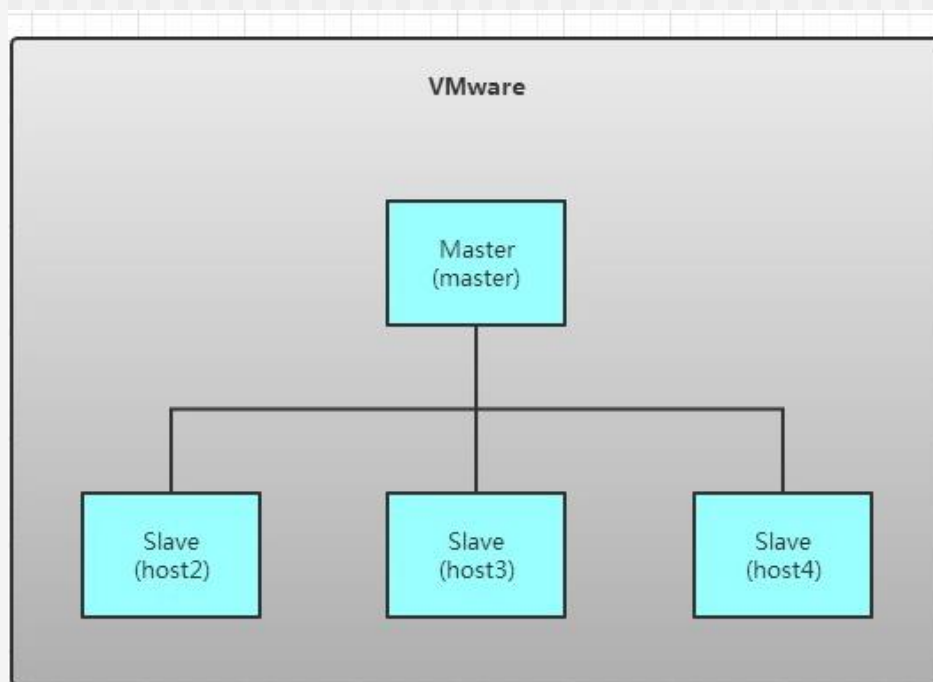 VMware
Master
(master)
Slave
(host2)
Slave
(host3)
Slave
(host4)